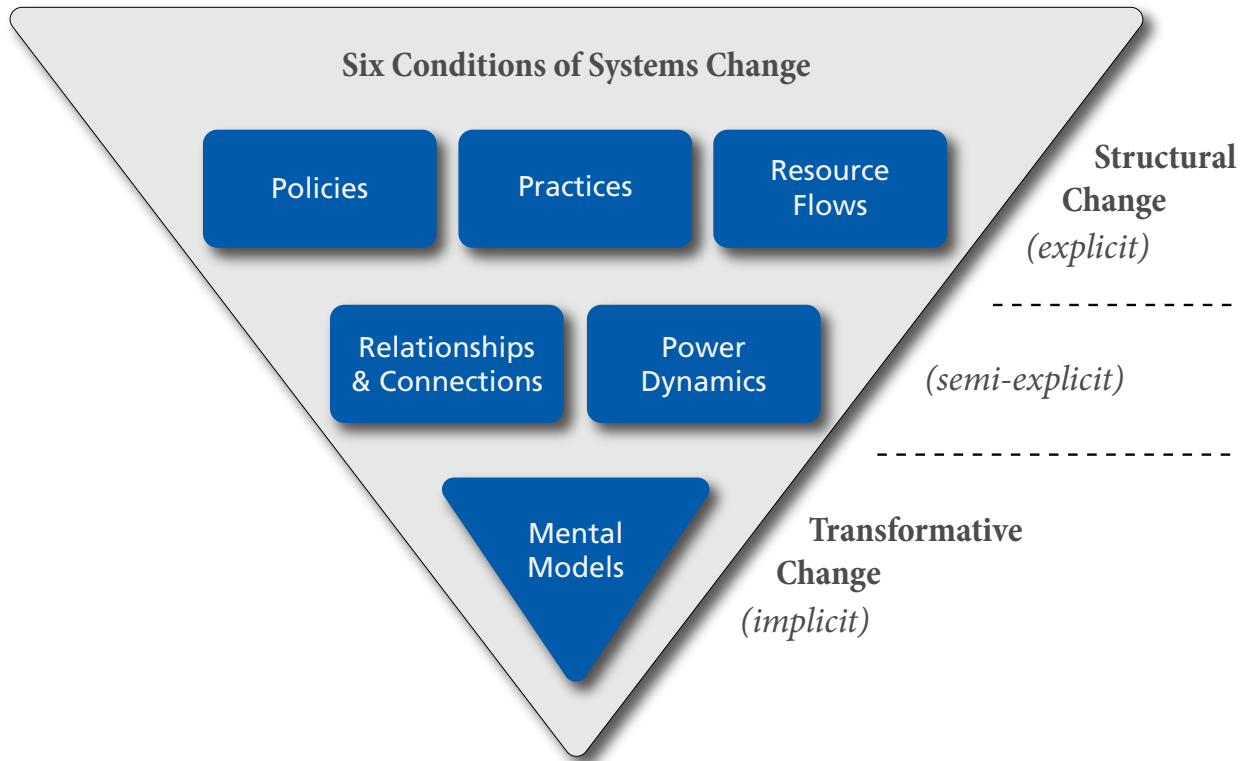 Six Conditions of Systems Change
Policies
Practices
Resource
Flows
Structural
Change
(explicit)
Relationships
& Connections
Power
Dynamics
(semi-explicit)
Mental
Models
Transformative
Change
(implicit)